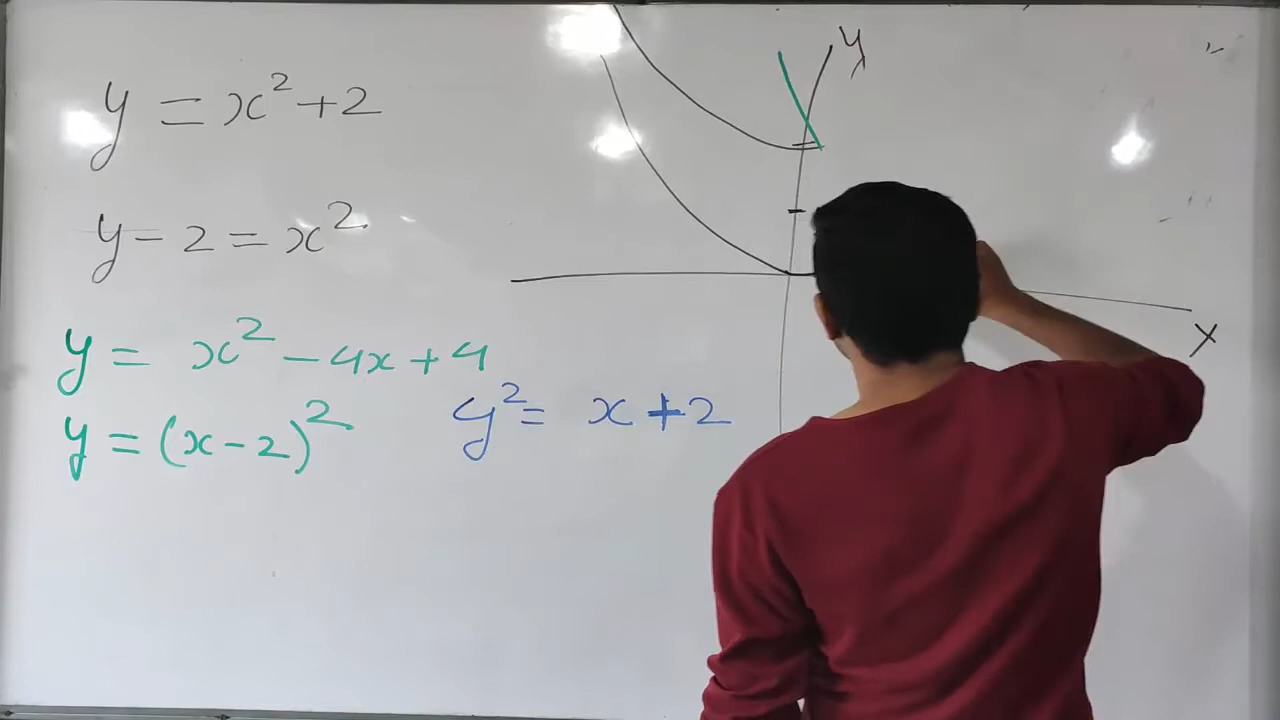 y = x² + 2
y - 2 = x²
y = x² - 4x + 4
y = (x - 2)²
y² = x + 2
y
x